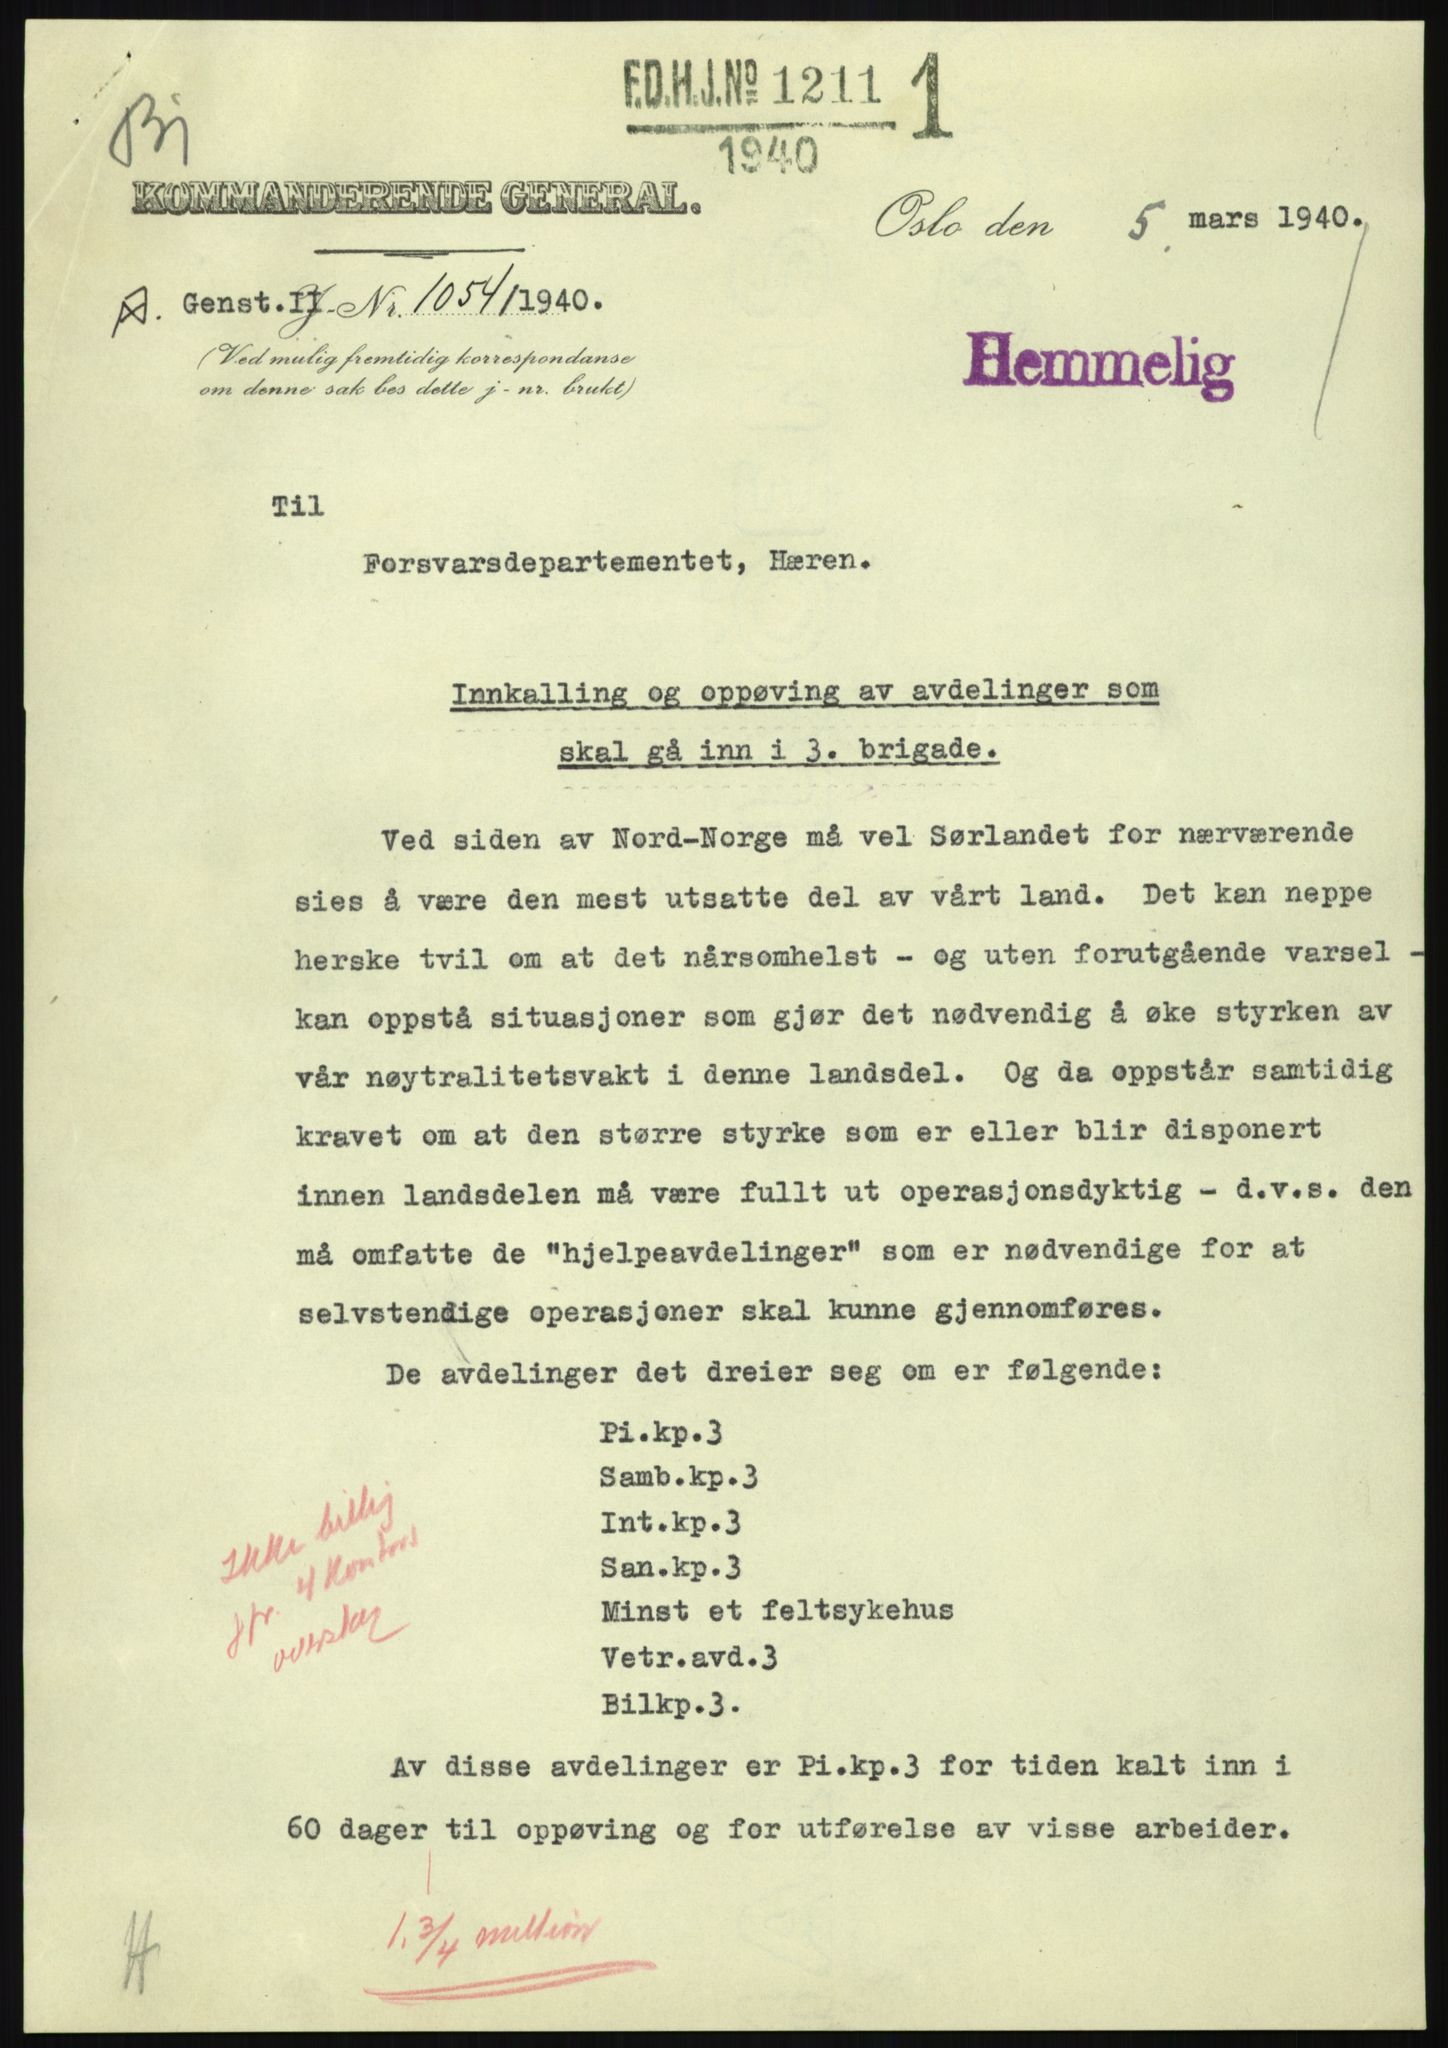 F.D.H.J.Nº 1211 1
1940
Bj
KOMMANDERENDE GENERAL.
Oslo den 5. mars 1940.
Genst.II J.-Nr. 1054/1940.
(Ved mulig fremtidig korrespondanse
om denne sak bes dette j-nr. brukt)
Hemmelig
Til
Forsvarsdepartementet, Hæren.
Innkalling og oppøving av avdelinger som
skal gå inn i 3. brigade.
Ved siden av Nord-Norge må vel Sørlandet for nærværende
sies å være den mest utsatte del av vårt land. Det kan neppe
herske tvil om at det nårsomhelst - og uten forutgående varsel -
kan oppstå situasjoner som gjør det nødvendig å øke styrken av
vår nøytralitetsvakt i denne landsdel. Og da oppstår samtidig
kravet om at den større styrke som er eller blir disponert
innen landsdelen må være fullt ut operasjonsdyktig - d.v.s. den
må omfatte de "hjelpeavdelinger" som er nødvendige for at
selvstendige operasjoner skal kunne gjennomføres.
De avdelinger det dreier seg om er følgende:
Pi.kp.3
Samb.kp.3
Int.kp.3
San.kp.3
Minst et feltsykehus
Vetr.avd.3
Bilkp.3.
Ikke billig
4 kontors
overslag
Av disse avdelinger er Pi.kp.3 for tiden kalt inn i
60 dager til oppøving og for utførelse av visse arbeider.
1. 3/4 million
H